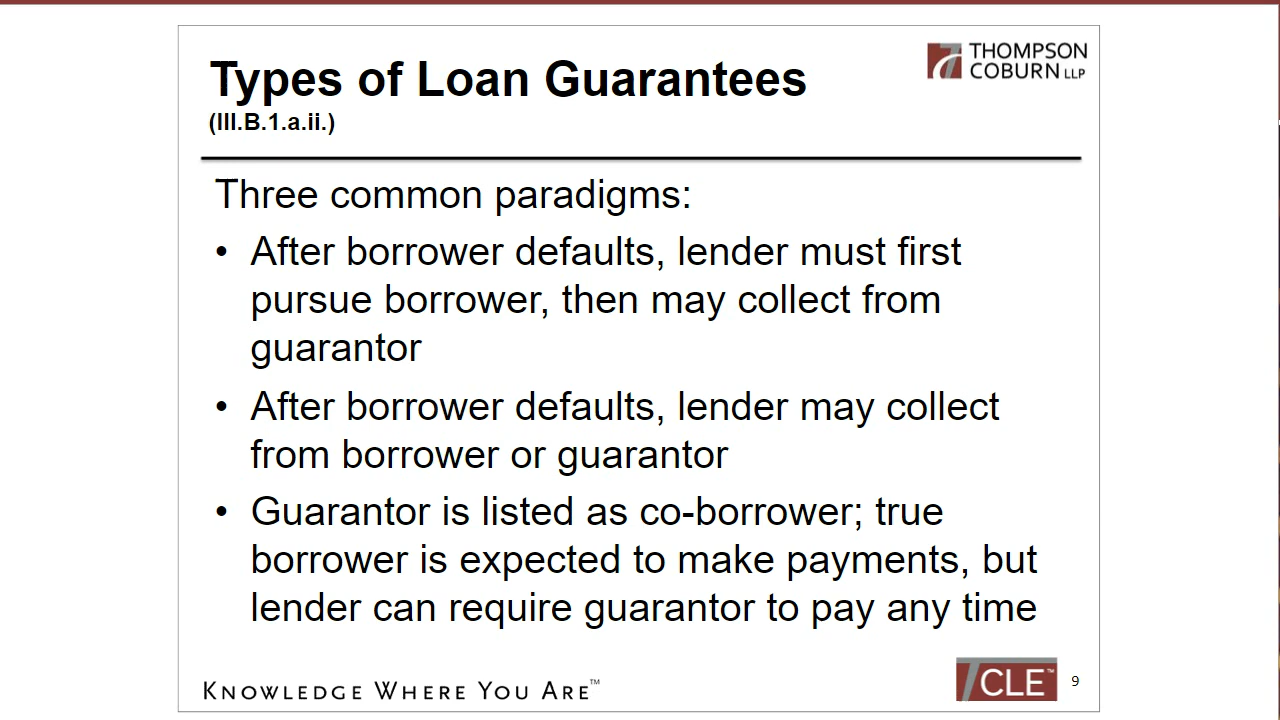 Types of Loan Guarantees
(III.B.1.a.ii.)
THOMPSON
COBURN LLP
Three common paradigms:
• After borrower defaults, lender must first
pursue borrower, then may collect from
guarantor
• After borrower defaults, lender may collect
from borrower or guarantor
• Guarantor is listed as co-borrower; true
borrower is expected to make payments, but
lender can require guarantor to pay any time
KNOWLEDGE WHERE YOU ARE™
TCLE™
9